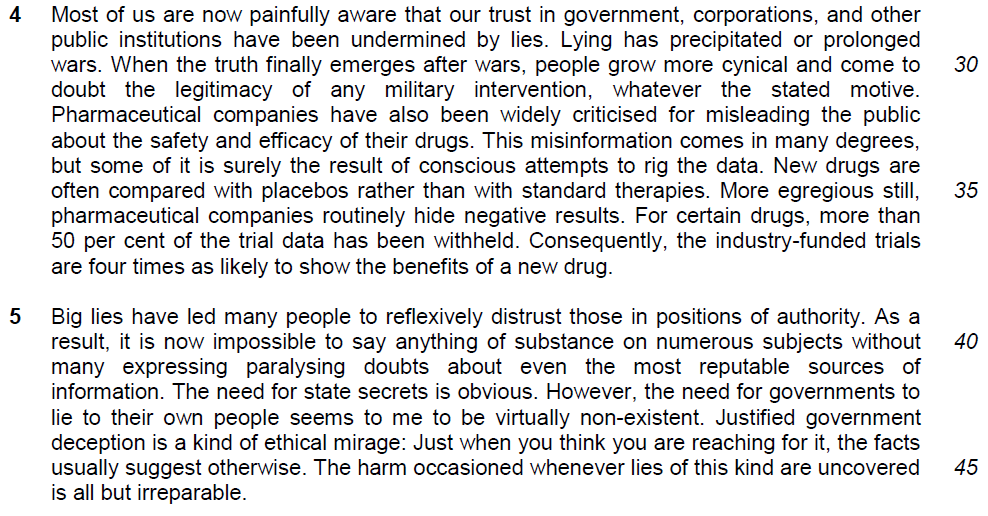 4 Most of us are now painfully aware that our trust in government, corporations, and other
public institutions have been undermined by lies. Lying has precipitated or prolonged
wars. When the truth finally emerges after wars, people grow more cynical and come to 30
doubt the legitimacy of any military intervention, whatever the stated motive.
Pharmaceutical companies have also been widely criticised for misleading the public
about the safety and efficacy of their drugs. This misinformation comes in many degrees,
but some of it is surely the result of conscious attempts to rig the data. New drugs are
often compared with placebos rather than with standard therapies. More egregious still, 35
pharmaceutical companies routinely hide negative results. For certain drugs, more than
50 per cent of the trial data has been withheld. Consequently, the industry-funded trials
are four times as likely to show the benefits of a new drug.
5 Big lies have led many people to reflexively distrust those in positions of authority. As a
result, it is now impossible to say anything of substance on numerous subjects without 40
many expressing paralysing doubts about even the most reputable sources of
information. The need for state secrets is obvious. However, the need for governments to
lie to their own people seems to me to be virtually non-existent. Justified government
deception is a kind of ethical mirage: Just when you think you are reaching for it, the facts
usually suggest otherwise. The harm occasioned whenever lies of this kind are uncovered 45
is all but irreparable.